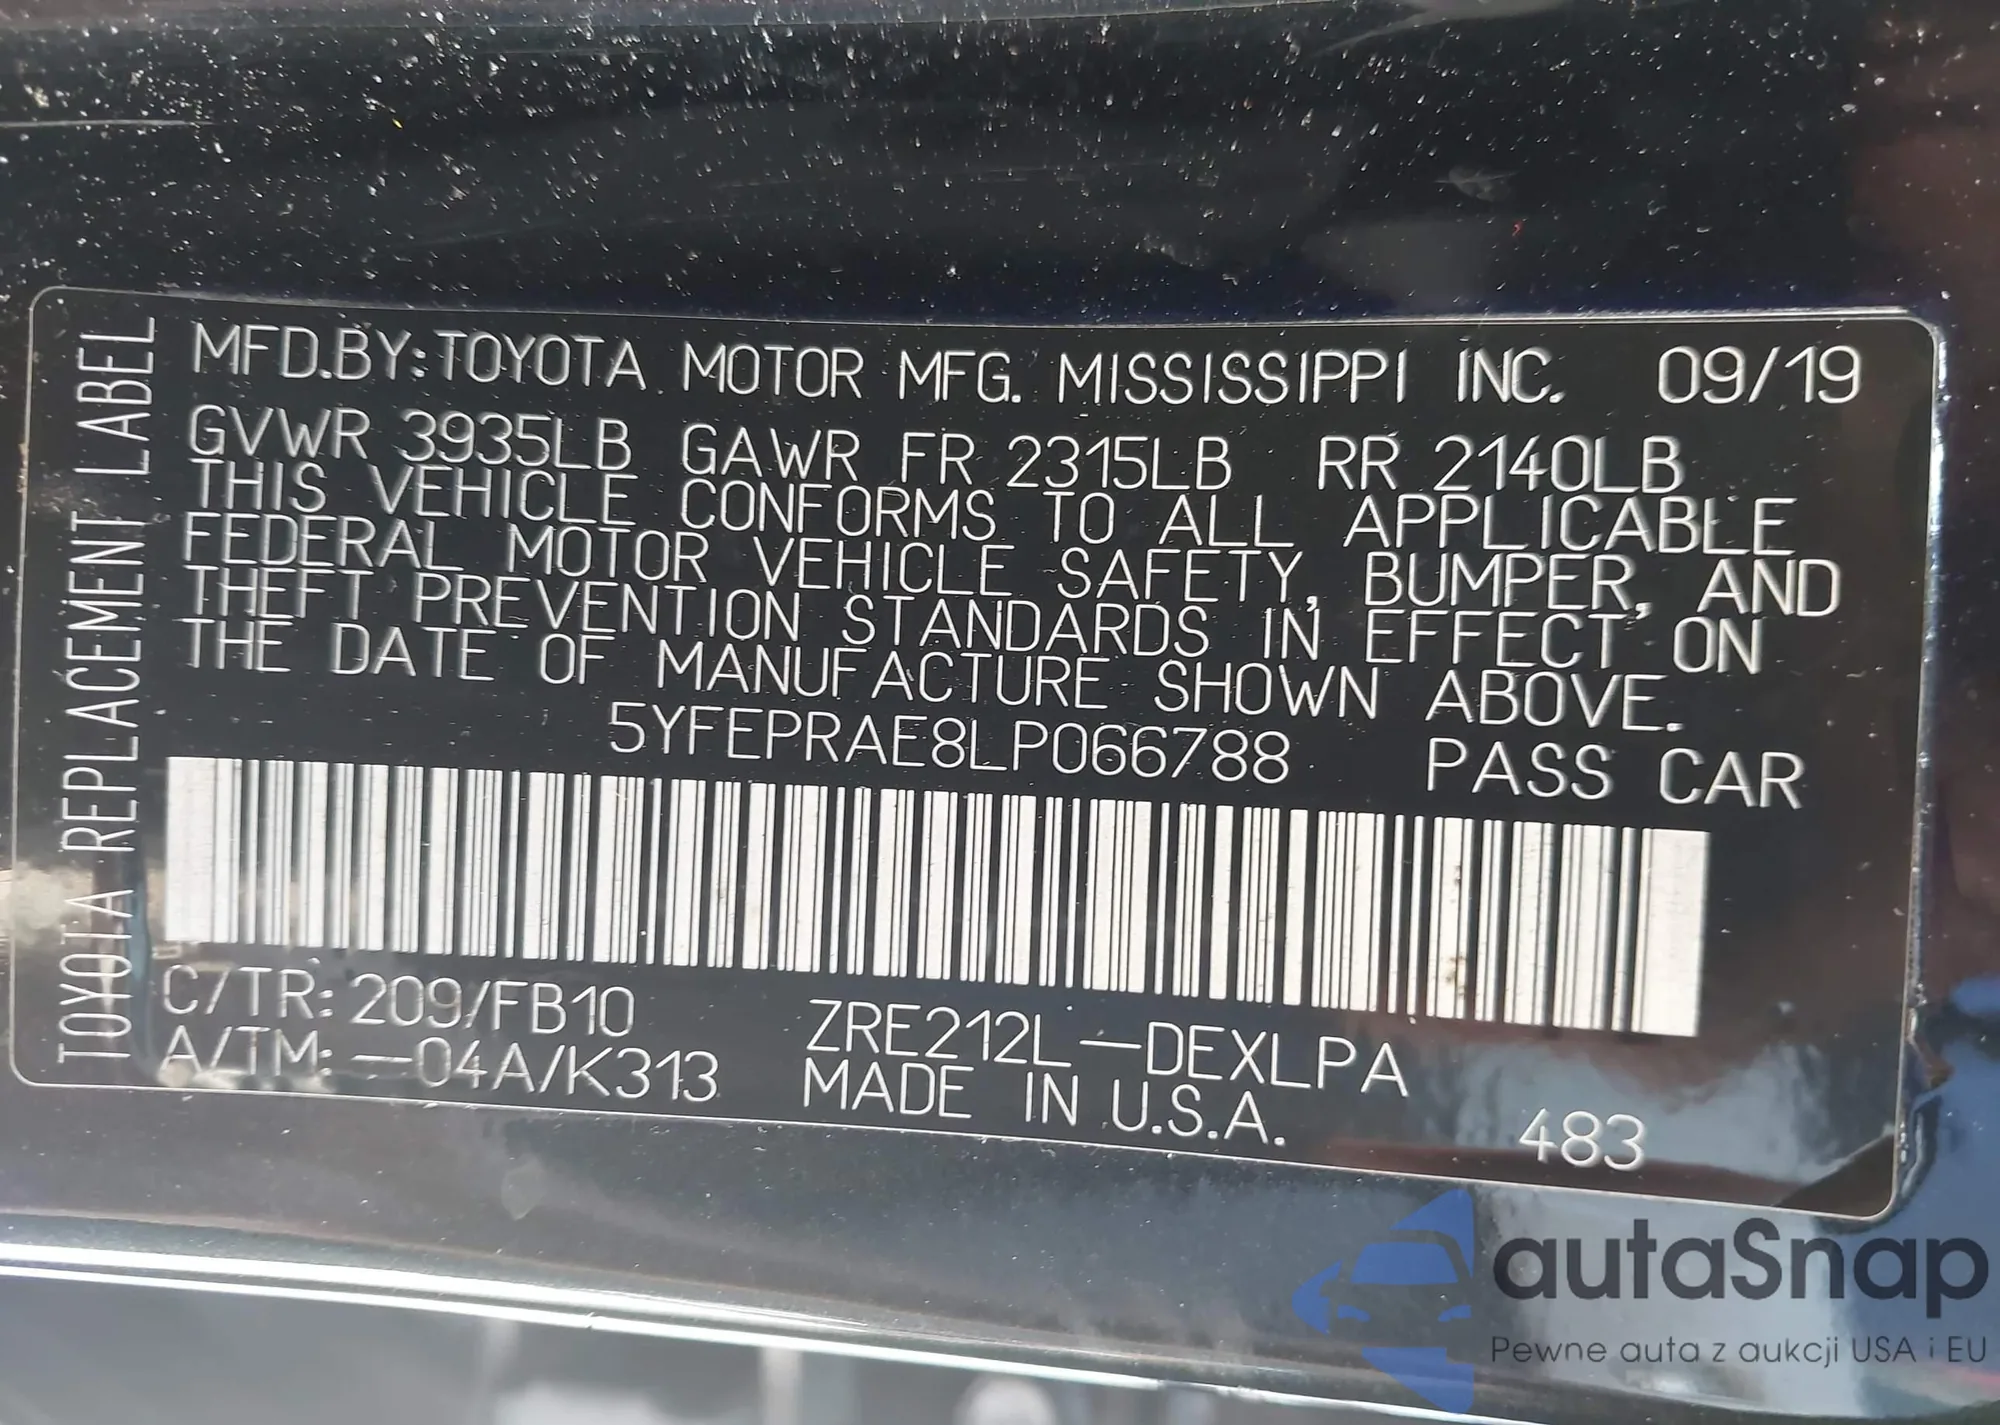 TOYOTA REPLACEMENT LABEL
MFD.BY:TOYOTA MOTOR MFG. MISSISSIPPI INC. 09/19
GVWR 3935LB GAWR FR 2315LB RR 2140LB
THIS VEHICLE CONFORMS TO ALL APPLICABLE
FEDERAL MOTOR VEHICLE SAFETY, BUMPER, AND
THEFT PREVENTION STANDARDS IN EFFECT ON
THE DATE OF MANUFACTURE SHOWN ABOVE.
5YFEPRAE8LP066788 PASS CAR
C/TR: 209/FB10 ZRE212L—DEXLPA
A/TM: —04A/K313 MADE IN U.S.A. 483
autaSnap
Pewne auta z aukcji USA i EU